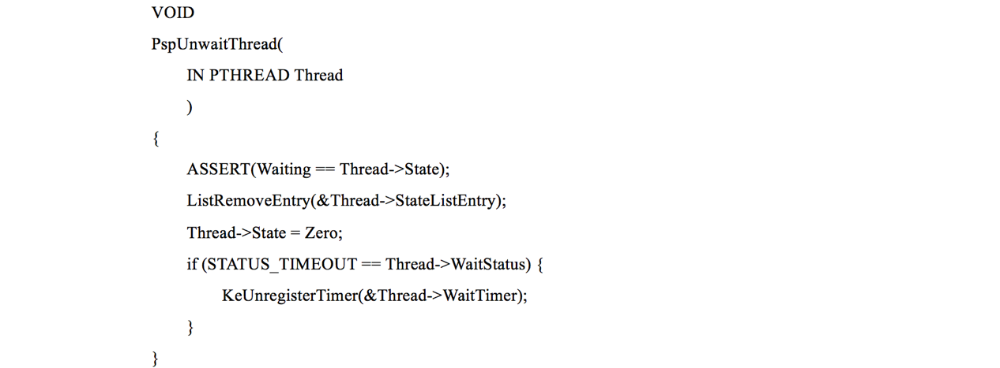 VOID
PspUnwaitThread(
IN PTHREAD Thread
)
{
ASSERT(Waiting == Thread->State);
ListRemoveEntry(&Thread->StateListEntry);
Thread->State = Zero;
if (STATUS_TIMEOUT == Thread->WaitStatus) {
KeUnregisterTimer(&Thread->WaitTimer);
}
}